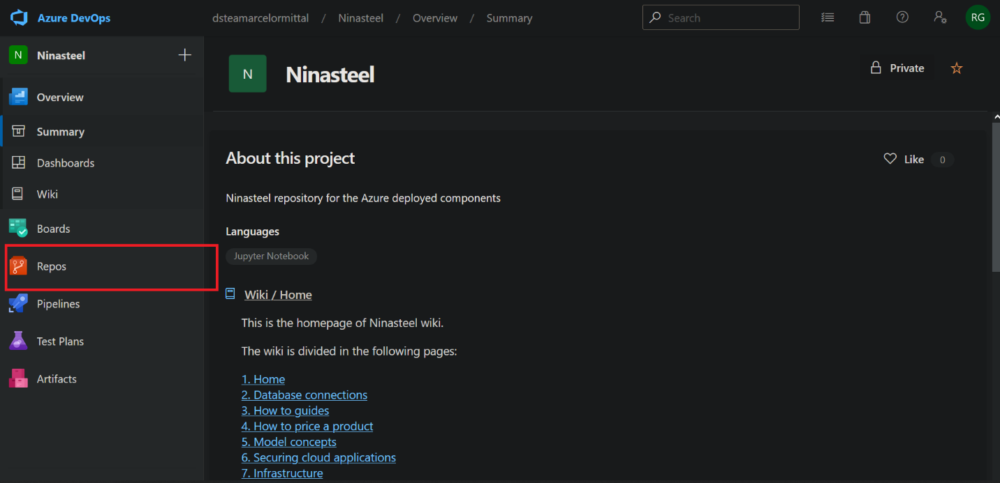 Azure DevOps
dsteamarcelormittal / Ninasteel / Overview / Summary
Search
RG
N Ninasteel
Overview
Summary
Dashboards
Wiki
Boards
Repos
Pipelines
Test Plans
Artifacts
N Ninasteel
Private
About this project
Like 0
Ninasteel repository for the Azure deployed components
Languages
Jupyter Notebook
Wiki / Home
This is the homepage of Ninasteel wiki.
The wiki is divided in the following pages:
1. Home
2. Database connections
3. How to guides
4. How to price a product
5. Model concepts
6. Securing cloud applications
7. Infrastructure